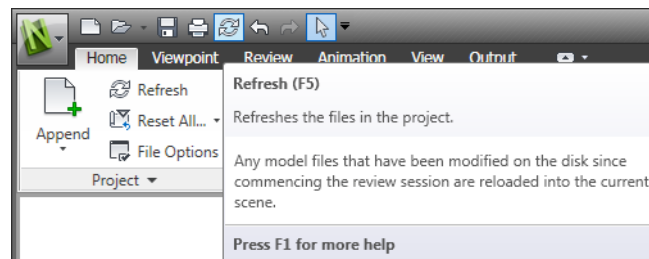 Home Viewpoint Review Animation View Output
Append
Refresh
Reset All...
File Options
Project
Refresh (F5)
Refreshes the files in the project.
Any model files that have been modified on the disk since
commencing the review session are reloaded into the current
scene.
Press F1 for more help